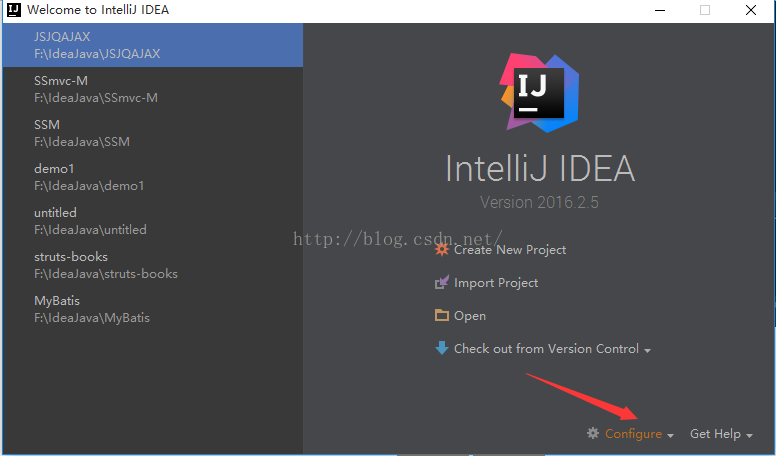 Welcome to IntelliJ IDEA
JSJQAJAX
F:\IdeaJava\JSJQAJAX
SSmvc-M
F:\IdeaJava\SSmvc-M
SSM
F:\IdeaJava\SSM
demo1
F:\IdeaJava\demo1
untitled
F:\IdeaJava\untitled
struts-books
F:\IdeaJava\struts-books
MyBatis
F:\IdeaJava\MyBatis
IJ
IntelliJ IDEA
Version 2016.2.5
http://blog.csdn.net/
Create New Project
Import Project
Open
Check out from Version Control
Configure Get Help